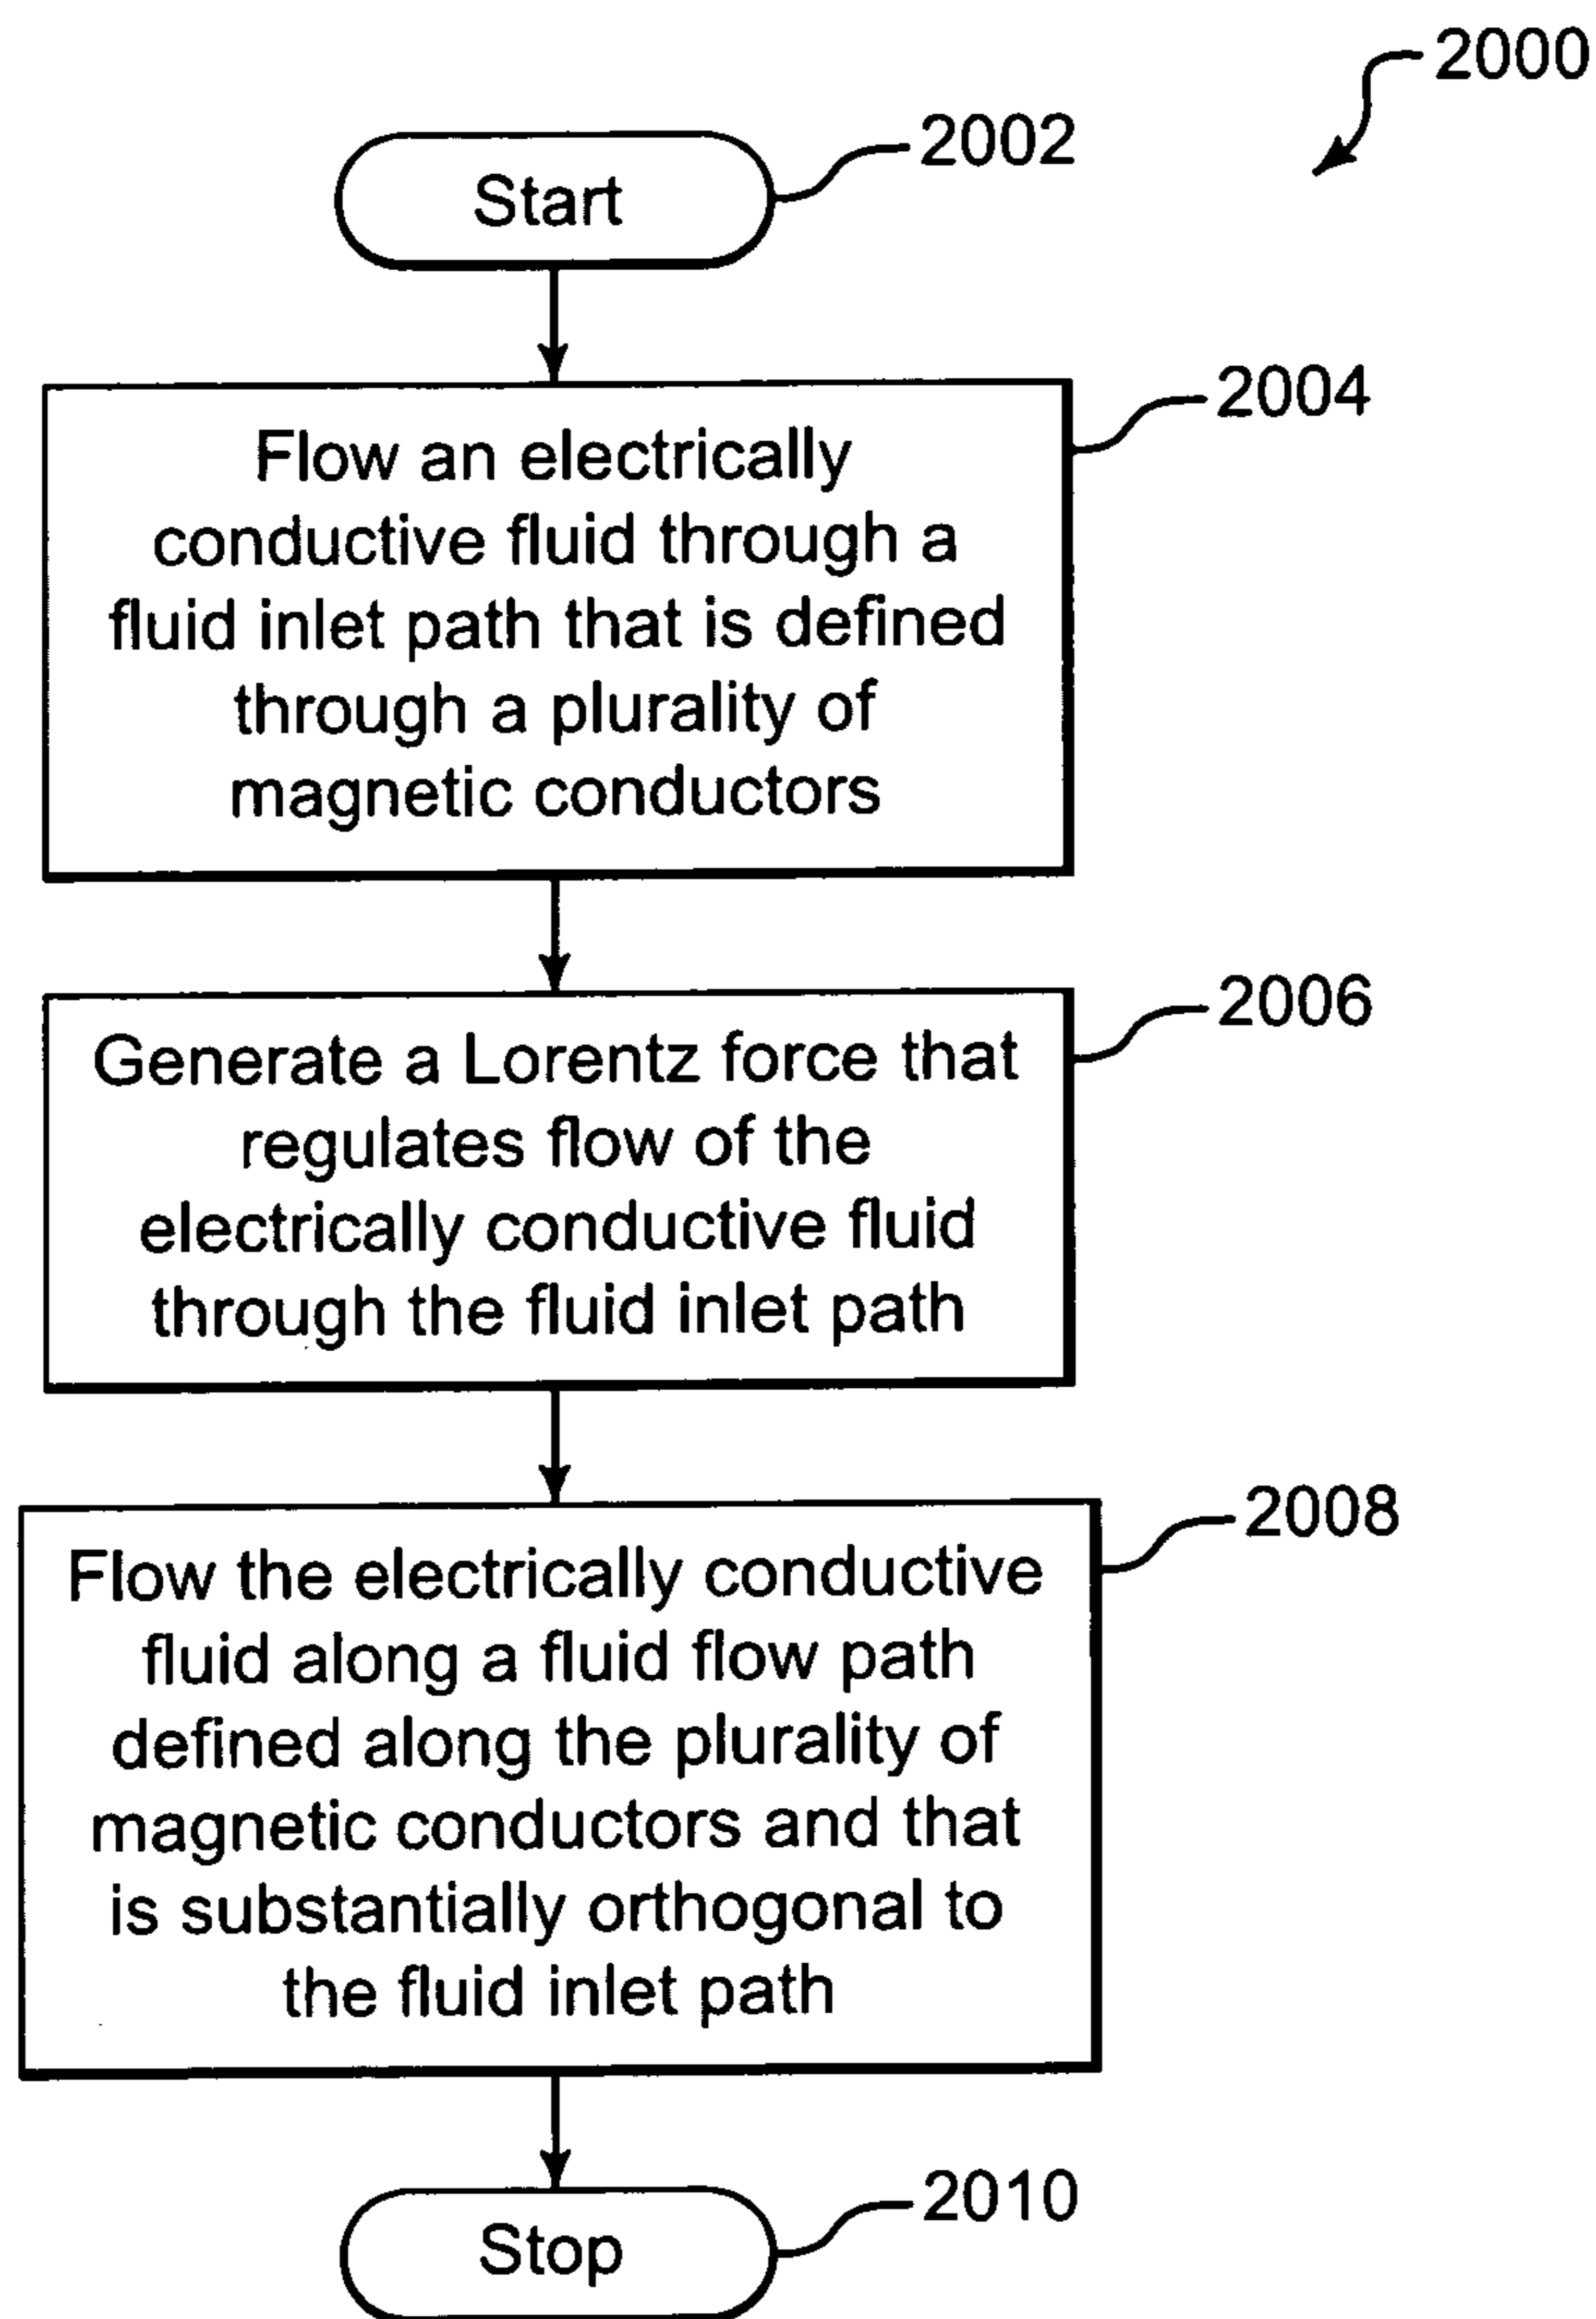 2000
2002
Start
2004
Flow an electrically
conductive fluid through a
fluid inlet path that is defined
through a plurality of
magnetic conductors
2006
Generate a Lorentz force that
regulates flow of the
electrically conductive fluid
through the fluid inlet path
2008
Flow the electrically conductive
fluid along a fluid flow path
defined along the plurality of
magnetic conductors and that
is substantially orthogonal to
the fluid inlet path
2010
Stop